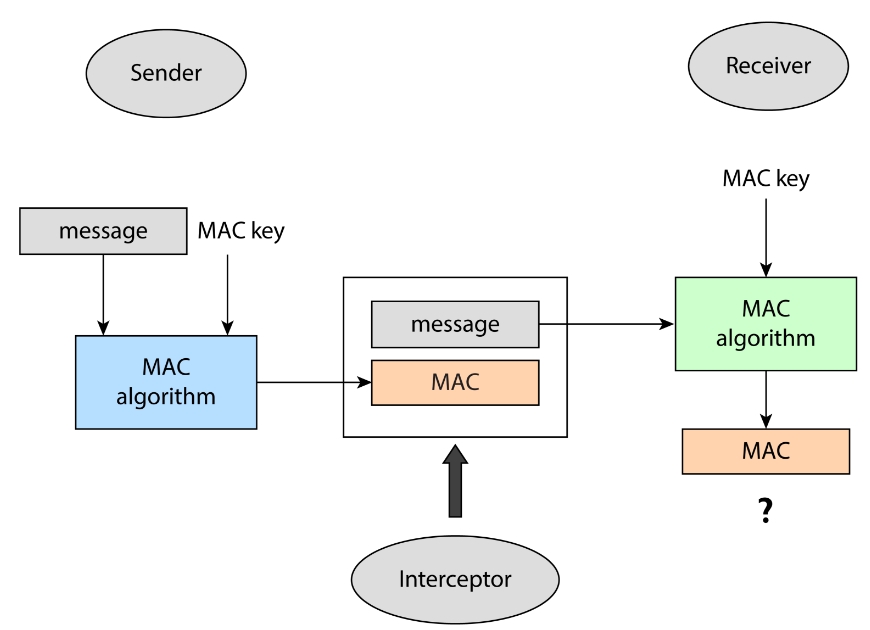 Sender
Receiver
MAC key
message
MAC key
message
MAC
algorithm
MAC
algorithm
MAC
MAC
?
Interceptor